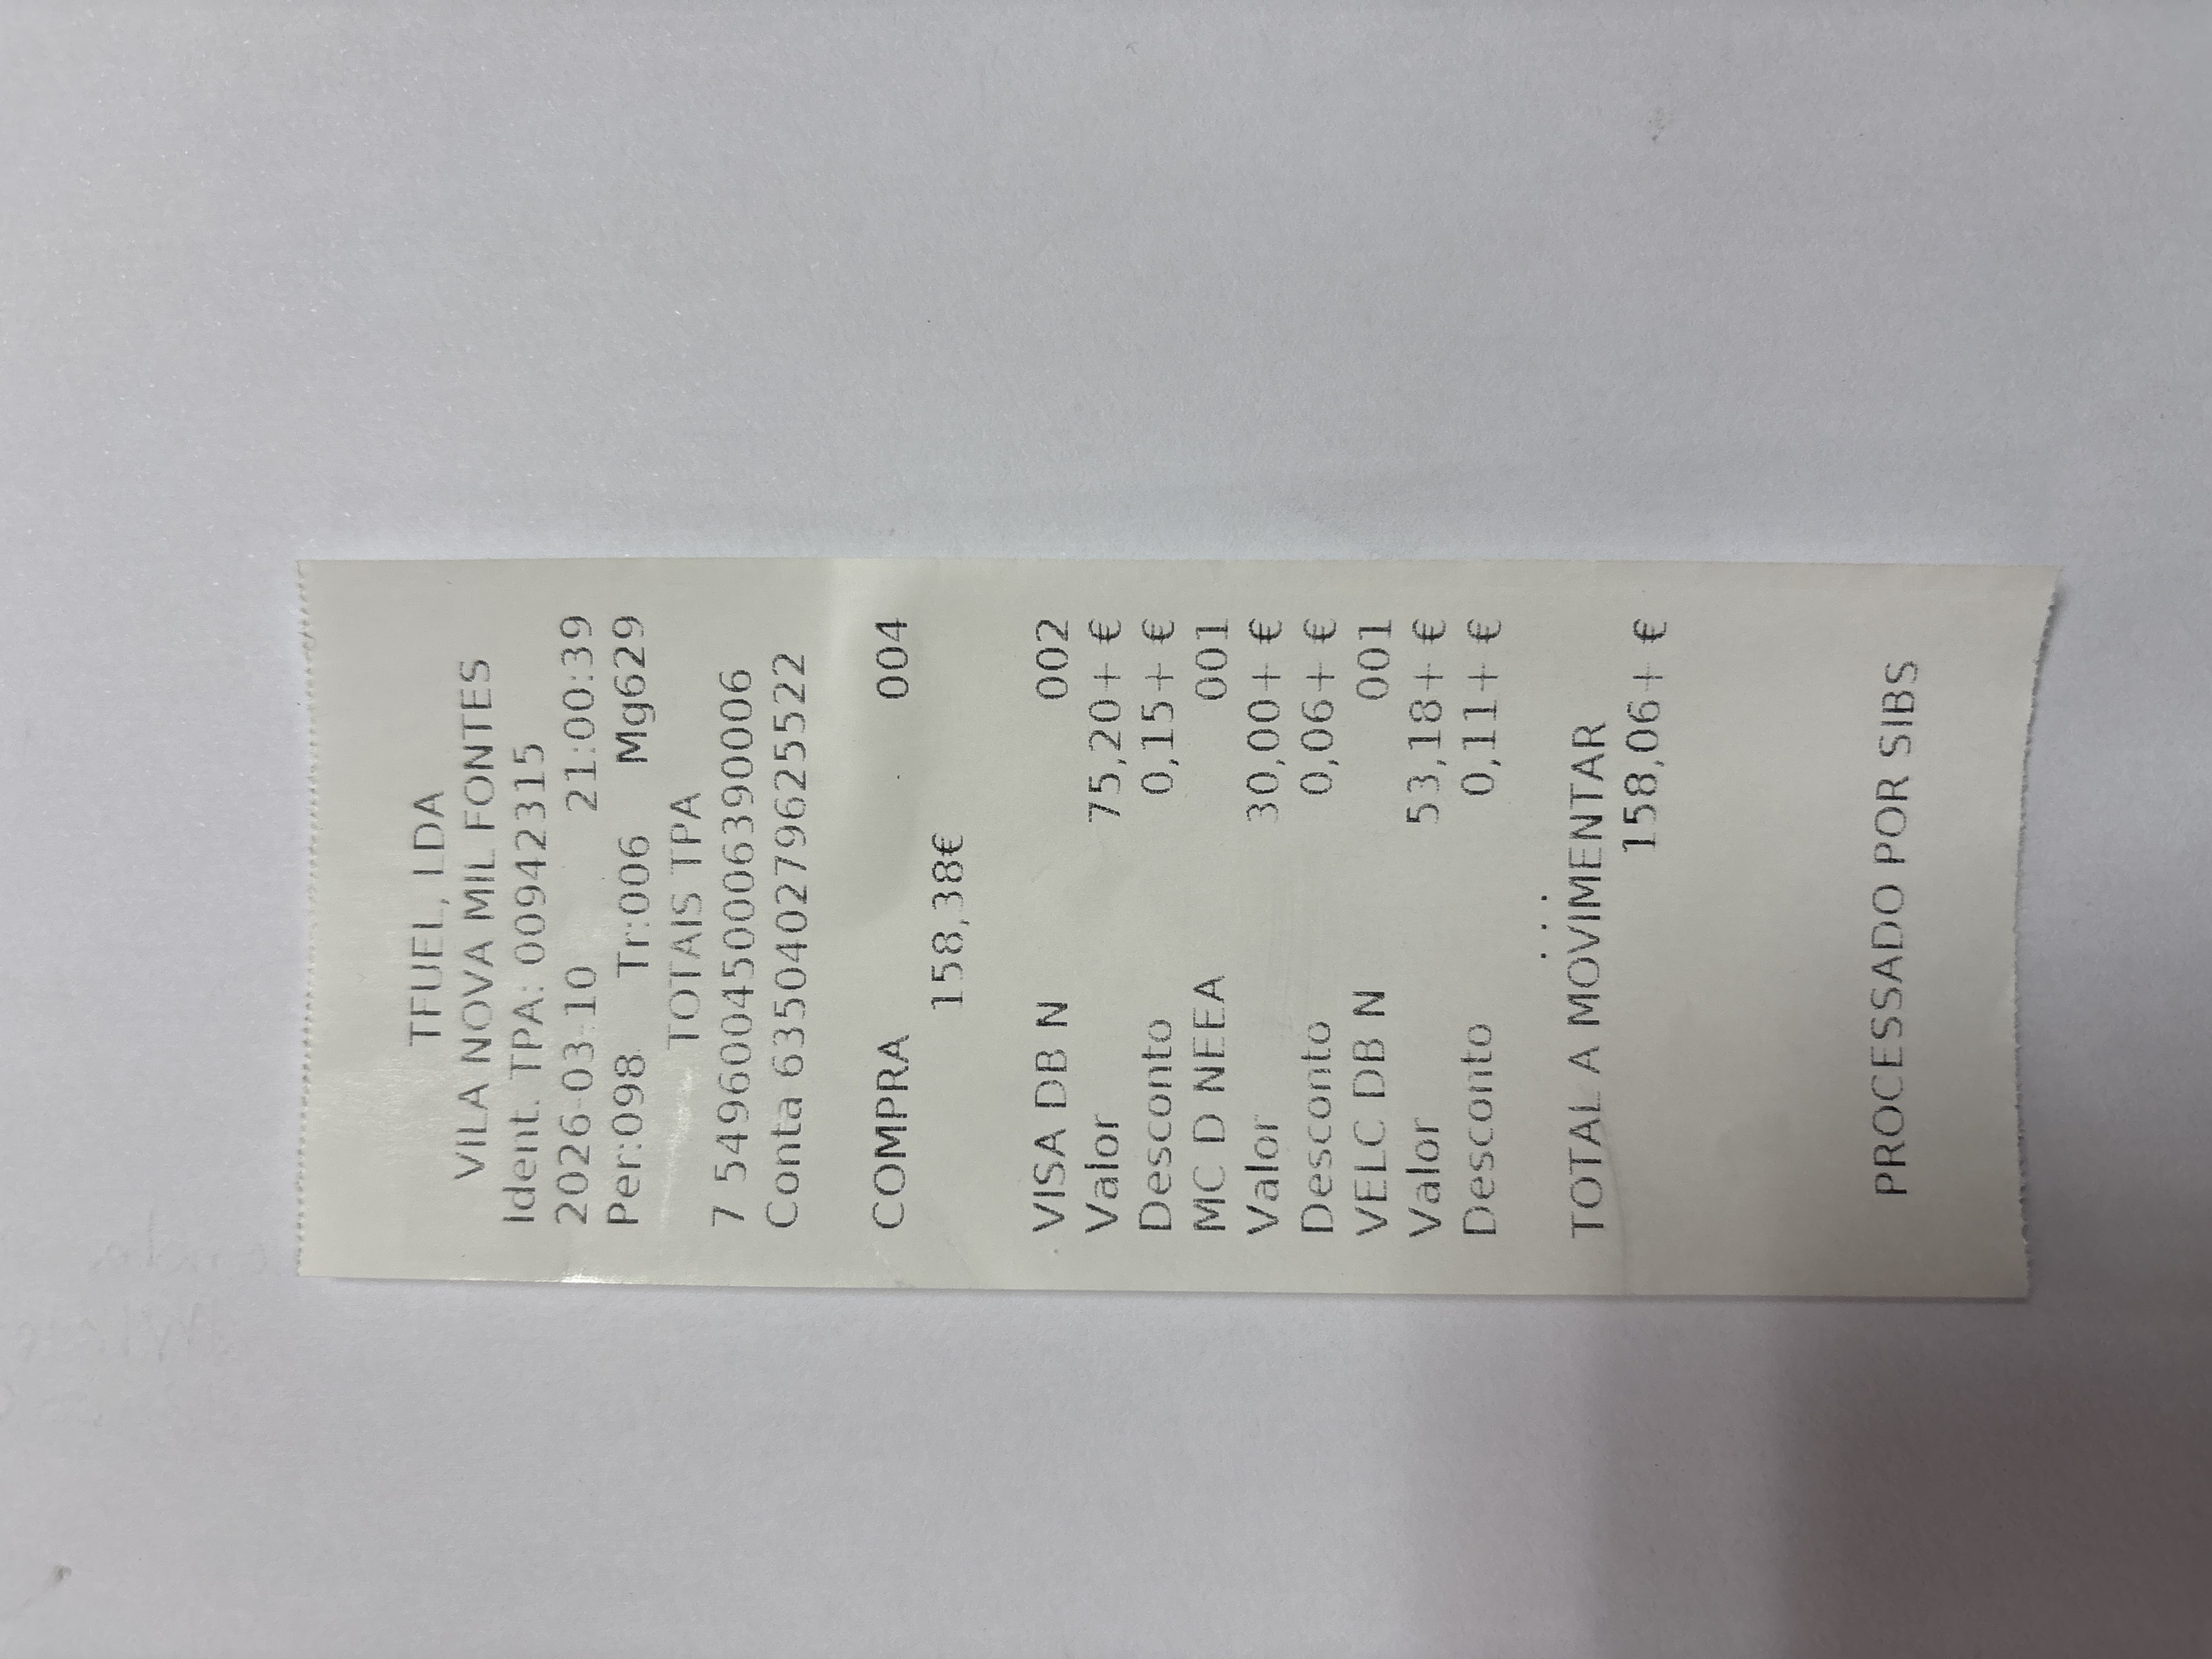 TFUEL, LDA
VILA NOVA MIL FONTES
Ident. TPA: 00942315
2026-03-10 21:00:39
Per:098 Tr:006 Mg629
TOTAIS TPA
7 549600450006390006
Conta 6350402796255​22
COMPRA 004
158,38€
VISA DB N 002
Valor 75,20+ €
Desconto 0,15+ €
MC D NEEA 001
Valor 30,00+ €
Desconto 0,06+ €
VELC DB N 001
Valor 53,18+ €
Desconto 0,11+ €
...
TOTAL A MOVIMENTAR
158,06+ €
PROCESSADO POR SIBS